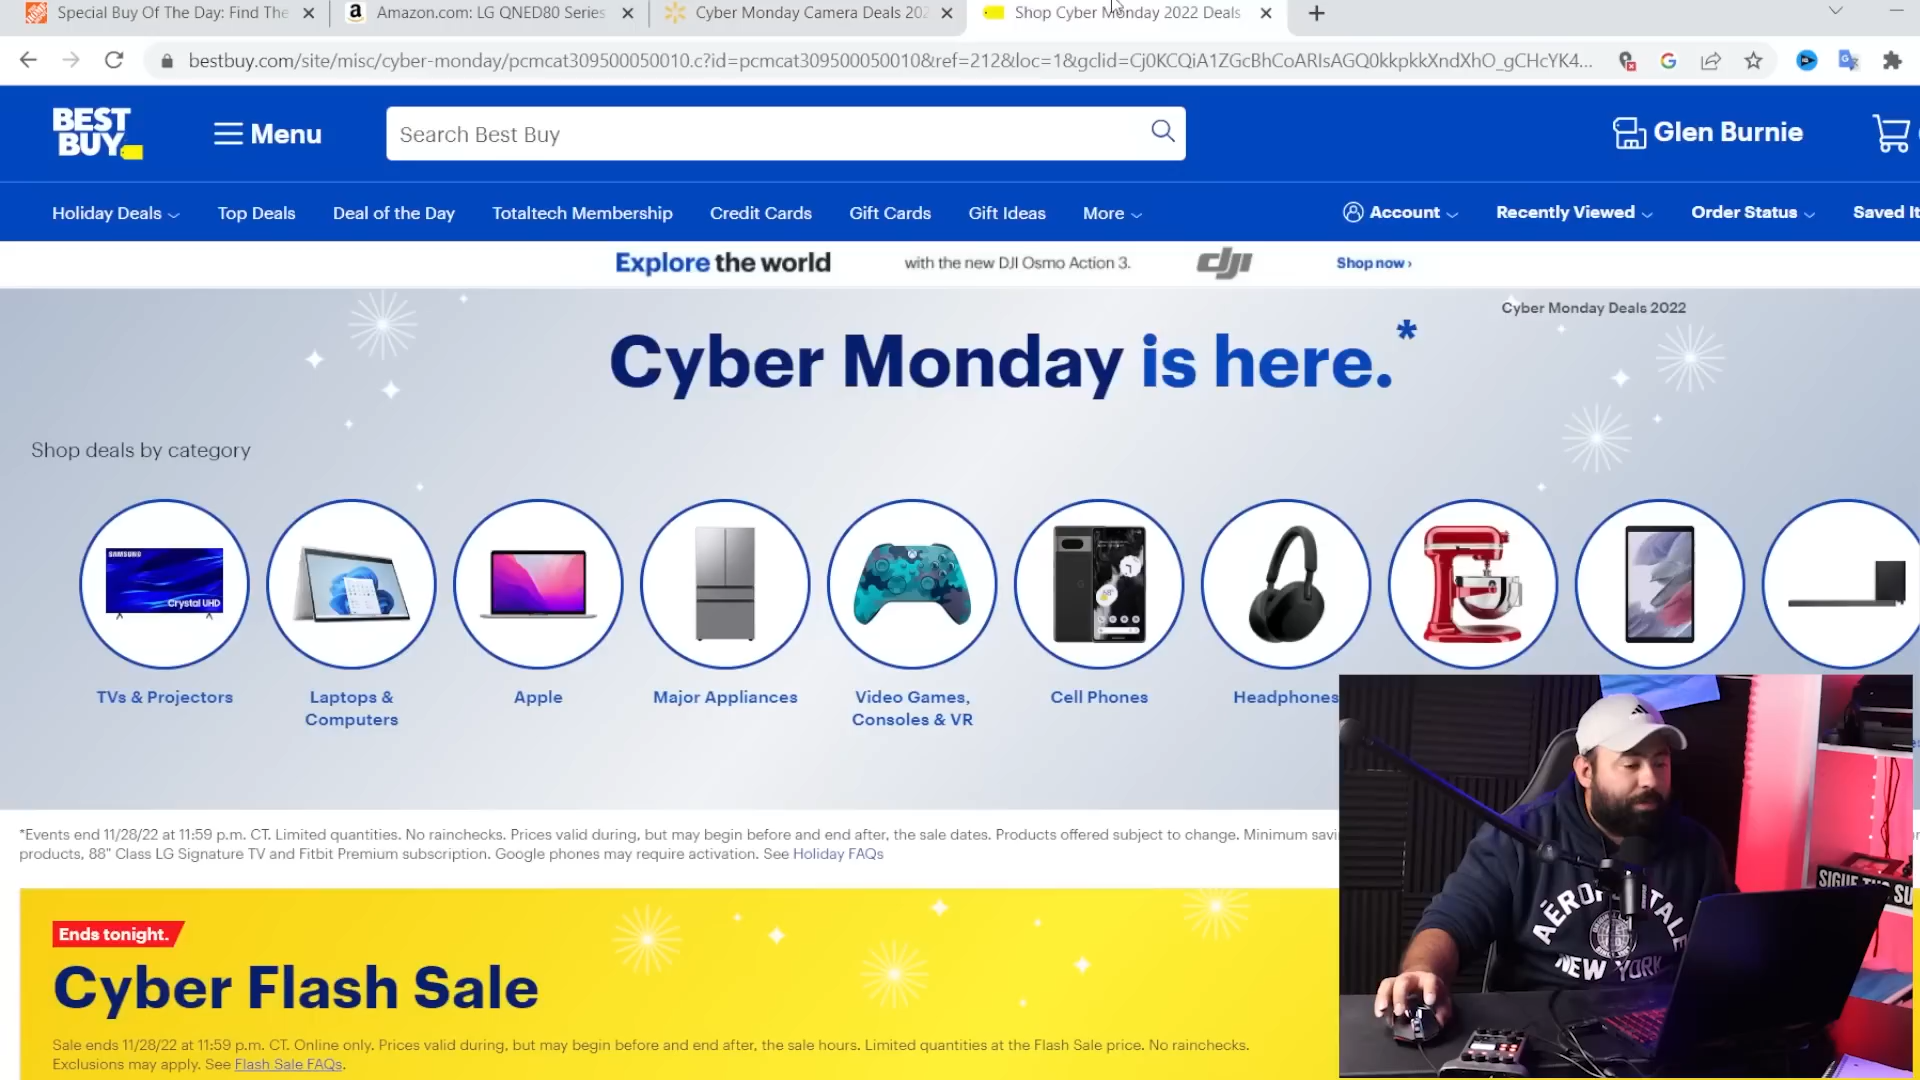 Special Buy Of The Day: Find The
Amazon.com: LG QNED80 Series
Cyber Monday Camera Deals 202
Shop Cyber Monday 2022 Deals
bestbuy.com/site/misc/cyber-monday/pcmcat309500050010.c?id=pcmcat309500050010&ref=212&loc=1&gclid=Cj0KCQiA1ZGcBhCoARIsAGQ0kkpkkXndXhO_gCHcYK4...
BEST
BUY
Menu
Search Best Buy
Glen Burnie
Holiday Deals
Top Deals
Deal of the Day
Totaltech Membership
Credit Cards
Gift Cards
Gift Ideas
More
Account
Recently Viewed
Order Status
Saved It
Explore the world
with the new DJI Osmo Action 3.
dji
Shop now ›
Cyber Monday Deals 2022
Cyber Monday is here.*
Shop deals by category
SAMSUNG
Crystal UHD
TVs & Projectors
Laptops &
Computers
Apple
Major Appliances
Video Games,
Consoles & VR
Cell Phones
Headphones
*Events end 11/28/22 at 11:59 p.m. CT. Limited quantities. No rainchecks. Prices valid during, but may begin before and end after, the sale dates. Products offered subject to change. Minimum savi
products, 88" Class LG Signature TV and Fitbit Premium subscription. Google phones may require activation. See Holiday FAQs
Ends tonight.
Cyber Flash Sale
Sale ends 11/28/22 at 11:59 p.m. CT. Online only. Prices valid during, but may begin before and end after, the sale hours. Limited quantities at the Flash Sale price. No rainchecks.
Exclusions may apply. See Flash Sale FAQs.
NEW YORK